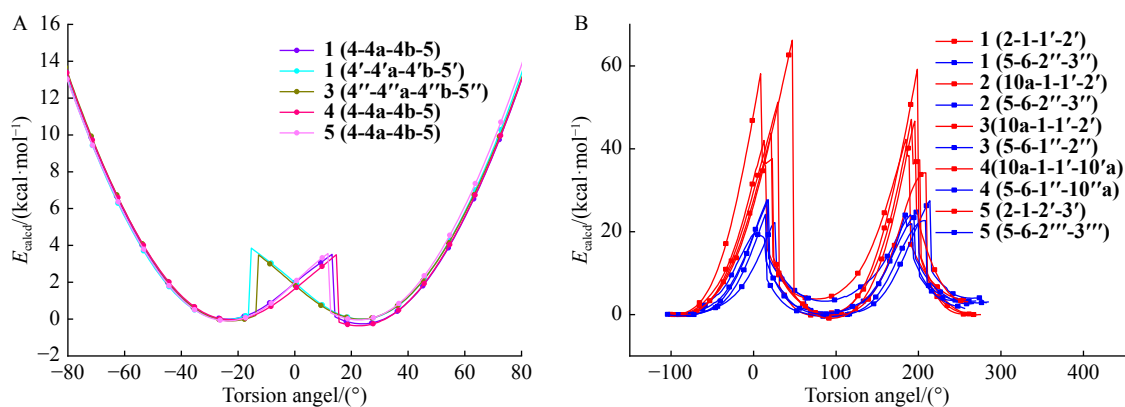 A
16
14
12
10
8
6
4
2
0
−2
E_calcd/(kcal·mol⁻¹)
−80 −60 −40 −20 0 20 40 60 80
Torsion angel/(°)
1 (4-4a-4b-5)
1 (4′-4′a-4′b-5′)
3 (4′′-4′′a-4′′b-5′′)
4 (4-4a-4b-5)
5 (4-4a-4b-5)
B
60
40
20
0
E_calcd/(kcal·mol⁻¹)
−100 0 100 200 300 400
Torsion angel/(°)
1 (2-1-1′-2′)
1 (5-6-2′′-3′′)
2 (10a-1-1′-2′)
2 (5-6-2′′-3′′)
3(10a-1-1′-2′)
3 (5-6-1′′-2′′)
4(10a-1-1′-10′a)
4 (5-6-1′′-10′′a)
5 (2-1-2′-3′)
5 (5-6-2′′′-3′′′)